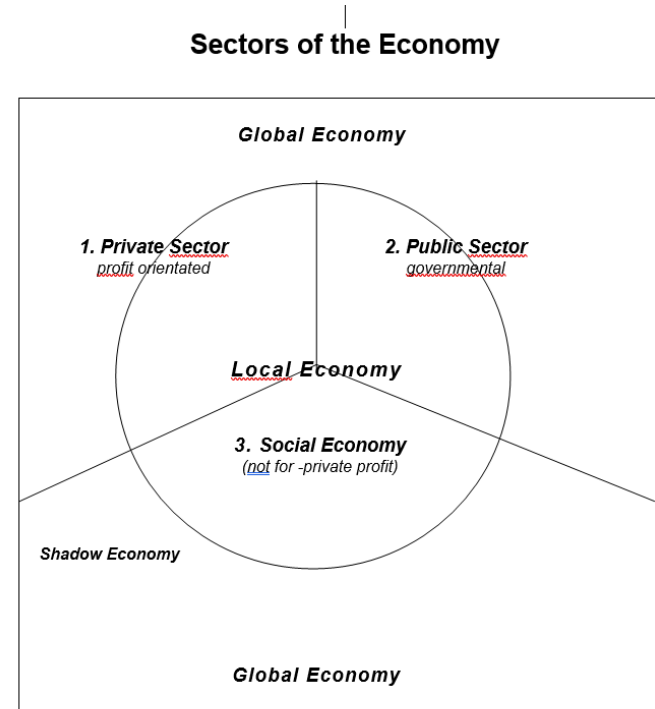 Sectors of the Economy
Global Economy
1. Private Sector
profit orientated
2. Public Sector
governmental
Local Economy
3. Social Economy
(not for -private profit)
Shadow Economy
Global Economy